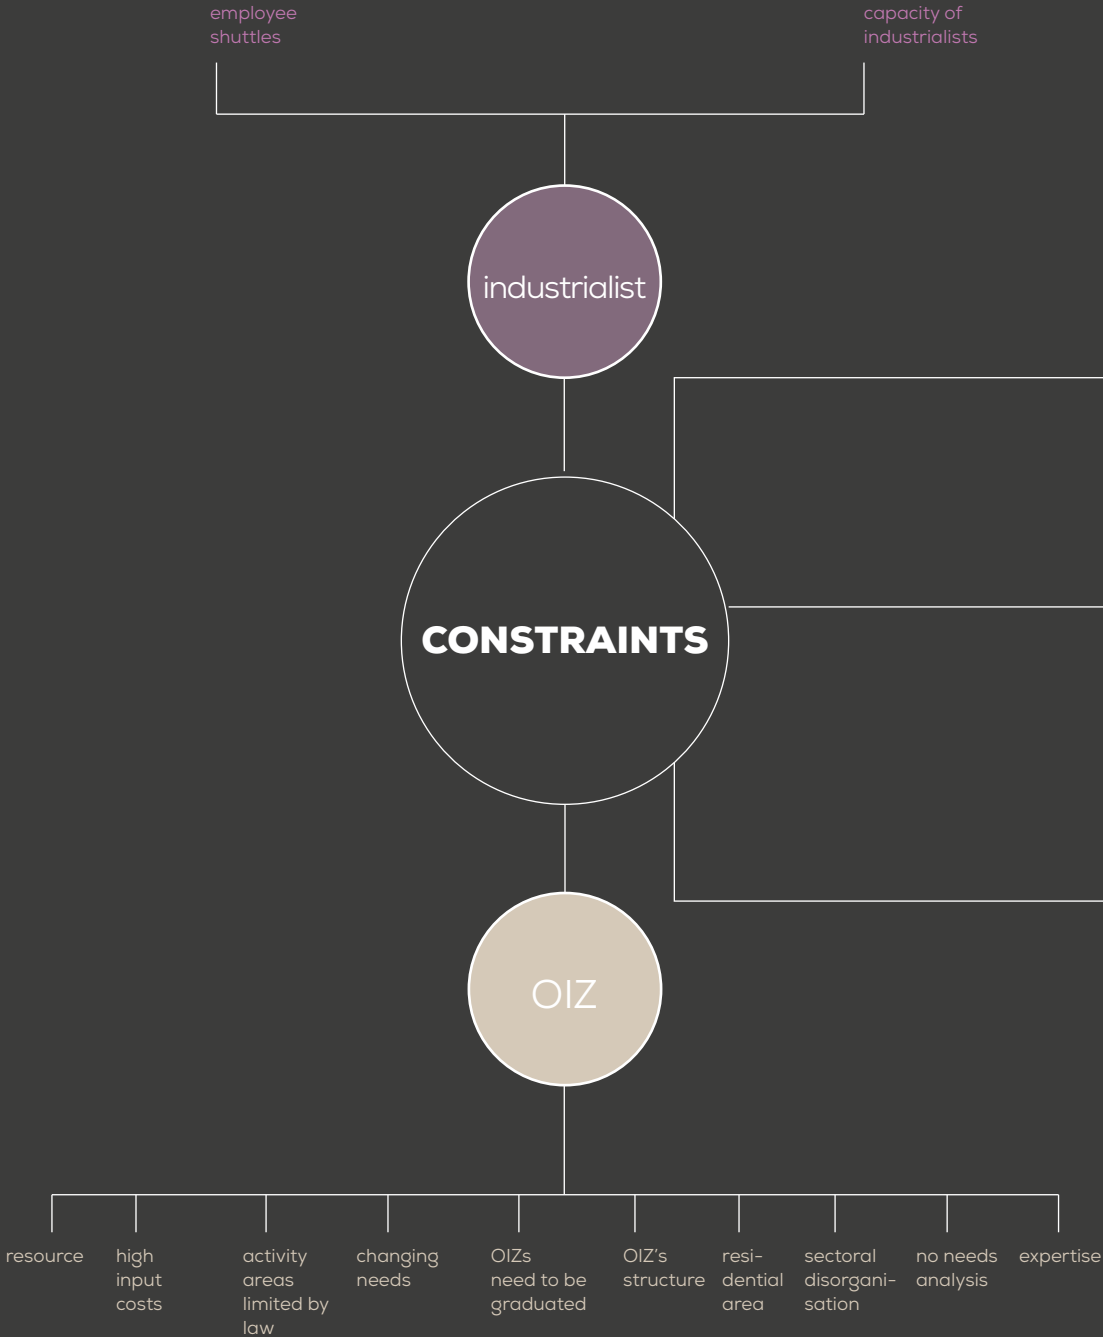 employee
shuttles
capacity of
industrialists
industrialist
CONSTRAINTS
OIZ
resource
high
input
costs
activity
areas
limited by
law
changing
needs
OIZs
need to be
graduated
OIZ's
structure
resi-
dential
area
sectoral
disorgani-
sation
no needs
analysis
expertise